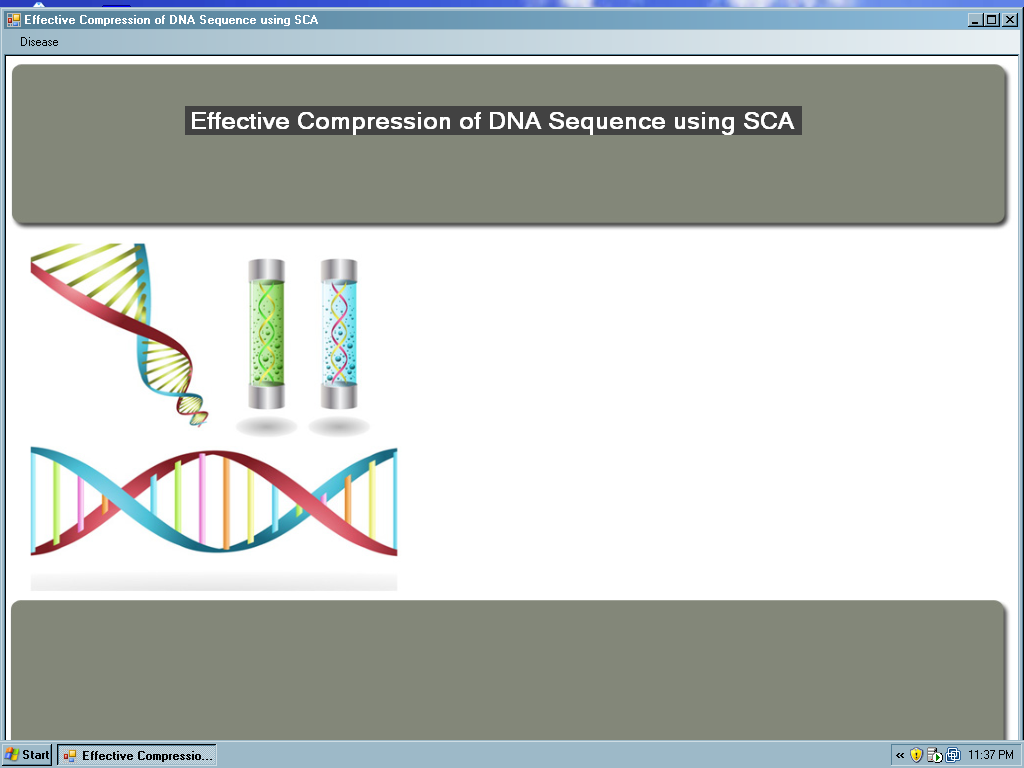 Effective Compression of DNA Sequence using SCA
Disease
Effective Compression of DNA Sequence using SCA
Start
Effective Compressio...
«
11:37 PM